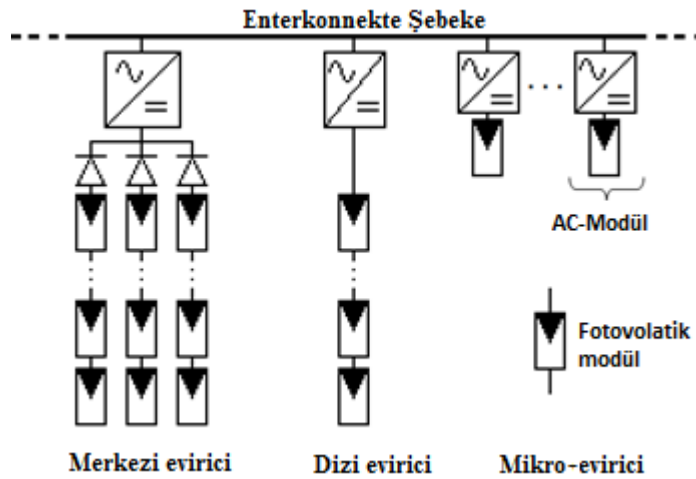 Enterkonnekte Şebeke
AC-Modül
Fotovolatik
modül
Merkezi evirici
Dizi evirici
Mikro-evirici